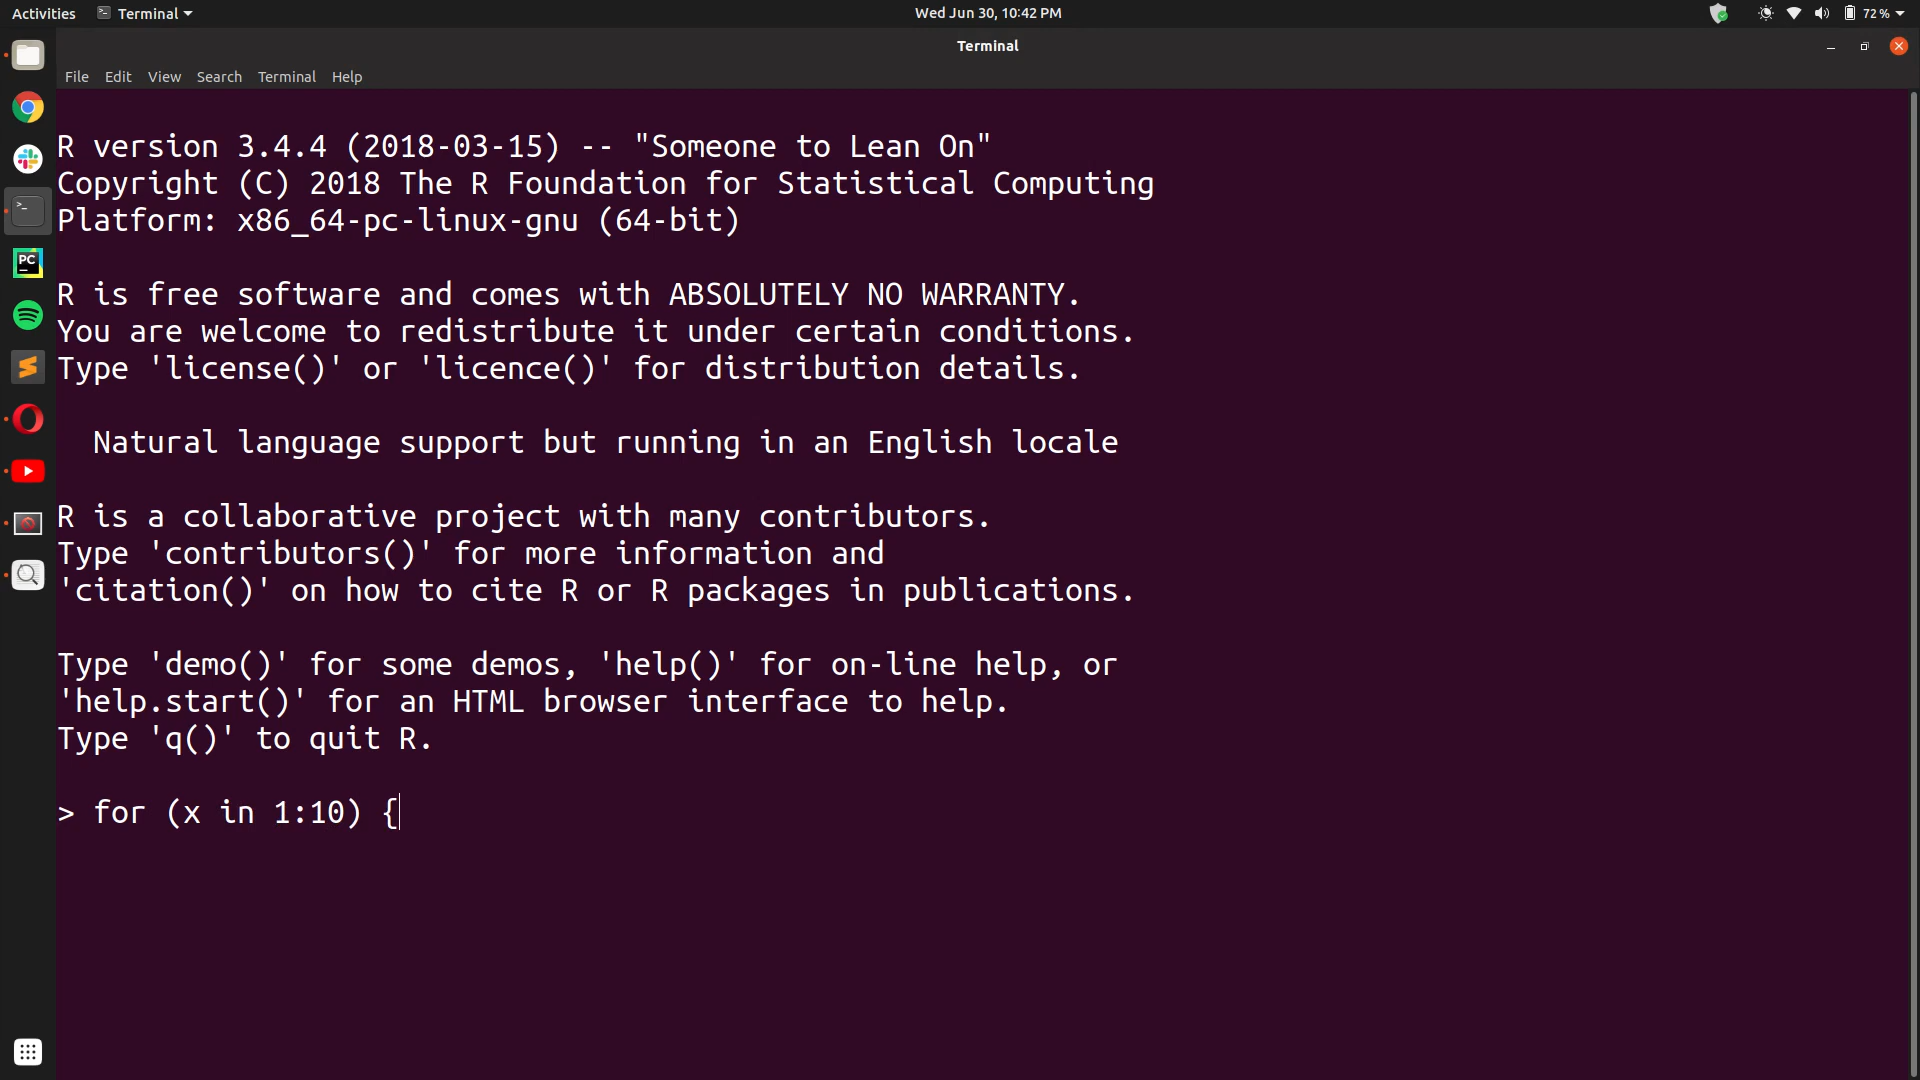 Activities Terminal Wed Jun 30, 10:42 PM 72 %
Terminal
File Edit View Search Terminal Help
R version 3.4.4 (2018-03-15) -- "Someone to Lean On"
Copyright (C) 2018 The R Foundation for Statistical Computing
Platform: x86_64-pc-linux-gnu (64-bit)
R is free software and comes with ABSOLUTELY NO WARRANTY.
You are welcome to redistribute it under certain conditions.
Type 'license()' or 'licence()' for distribution details.
Natural language support but running in an English locale
R is a collaborative project with many contributors.
Type 'contributors()' for more information and
'citation()' on how to cite R or R packages in publications.
Type 'demo()' for some demos, 'help()' for on-line help, or
'help.start()' for an HTML browser interface to help.
Type 'q()' to quit R.
> for (x in 1:10) {
PC